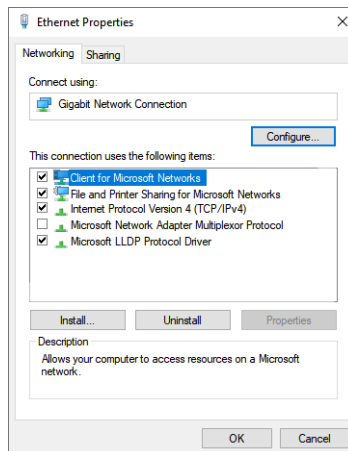 Ethernet Properties
Networking
Sharing
Connect using:
Gigabit Network Connection
Configure...
This connection uses the following items:
Client for Microsoft Networks
File and Printer Sharing for Microsoft Networks
Internet Protocol Version 4 (TCP/IPv4)
Microsoft Network Adapter Multiplexor Protocol
Microsoft LLDP Protocol Driver
Install...
Uninstall
Properties
Description
Allows your computer to access resources on a Microsoft
network.
OK
Cancel